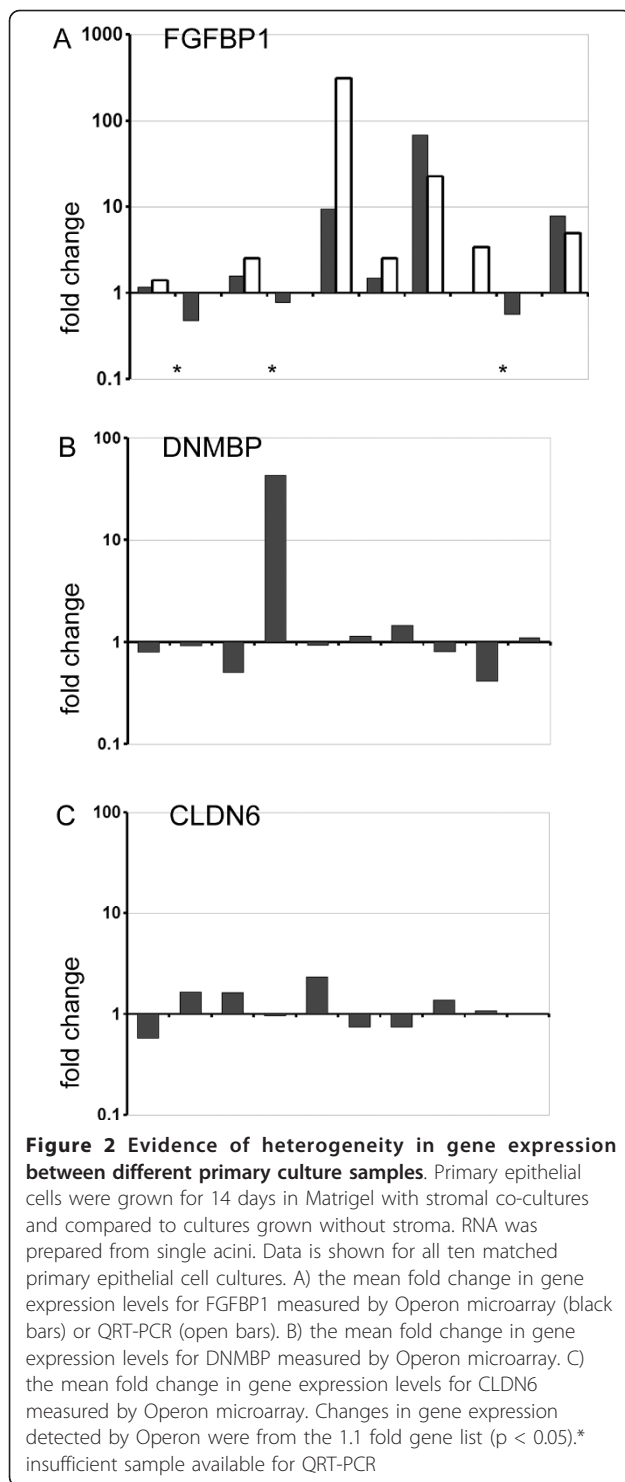 A FGFBP1
1000
100
10
1
0.1
fold change
* * *
B DNMBP
100
10
1
0.1
fold change
C CLDN6
100
10
1
0.1
fold change
Figure 2 Evidence of heterogeneity in gene expression
between different primary culture samples. Primary epithelial
cells were grown for 14 days in Matrigel with stromal co-cultures
and compared to cultures grown without stroma. RNA was
prepared from single acini. Data is shown for all ten matched
primary epithelial cell cultures. A) the mean fold change in gene
expression levels for FGFBP1 measured by Operon microarray (black
bars) or QRT-PCR (open bars). B) the mean fold change in gene
expression levels for DNMBP measured by Operon microarray. C)
the mean fold change in gene expression levels for CLDN6
measured by Operon microarray. Changes in gene expression
detected by Operon were from the 1.1 fold gene list (p < 0.05).*
insufficient sample available for QRT-PCR